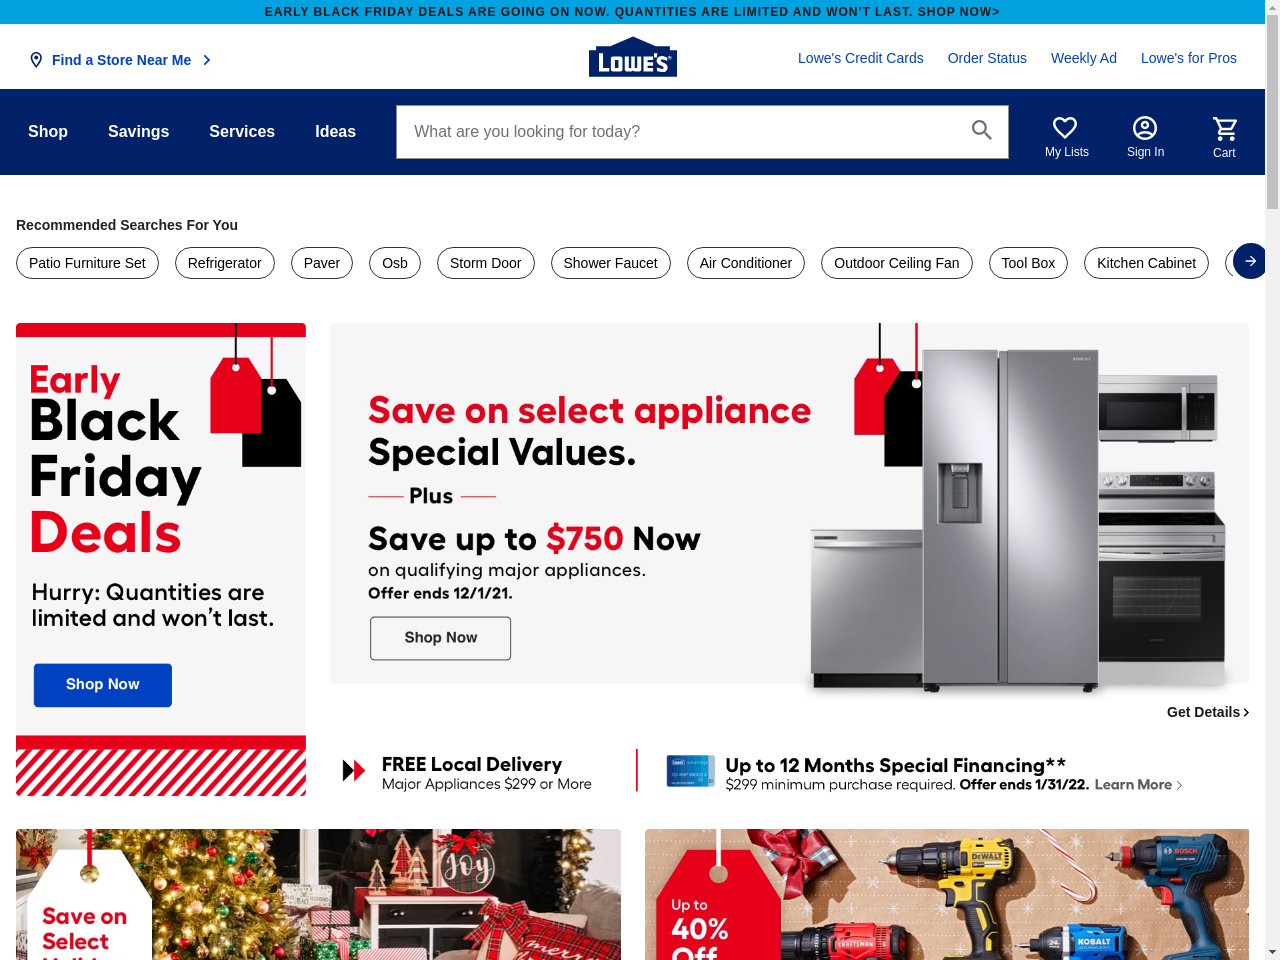 EARLY BLACK FRIDAY DEALS ARE GOING ON NOW. QUANTITIES ARE LIMITED AND WON'T LAST. SHOP NOW>
Find a Store Near Me
LOWE'S
Lowe's Credit Cards
Order Status
Weekly Ad
Lowe's for Pros
Shop
Savings
Services
Ideas
What are you looking for today?
My Lists
Sign In
Cart
Recommended Searches For You
Patio Furniture Set
Refrigerator
Paver
Osb
Storm Door
Shower Faucet
Air Conditioner
Outdoor Ceiling Fan
Tool Box
Kitchen Cabinet
Early
Black
Friday
Deals
Hurry: Quantities are
limited and won't last.
Shop Now
Save on select appliance
Special Values.
Plus
Save up to $750 Now
on qualifying major appliances.
Offer ends 12/1/21.
Shop Now
Get Details
FREE Local Delivery
Major Appliances $299 or More
Up to 12 Months Special Financing**
$299 minimum purchase required. Offer ends 1/31/22. Learn More
Save on
Select
Joy
merry
Up to
40%
Off
DEWALT
BOSCH
CRAFTSMAN
KOBALT